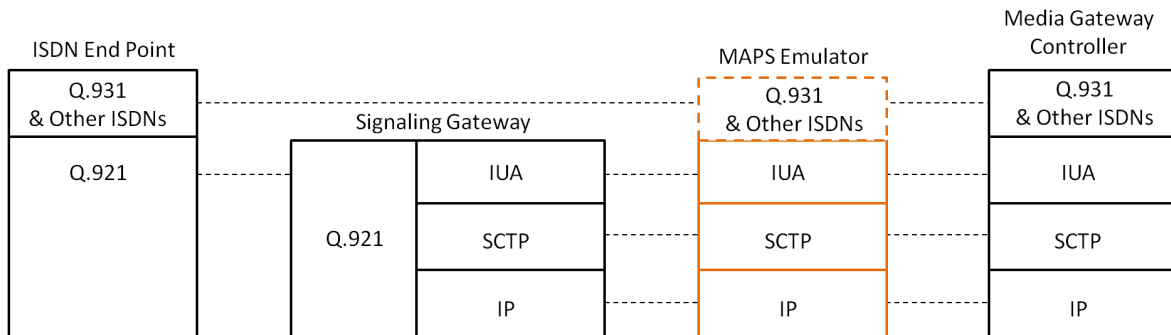 ISDN End Point
Q.931
& Other ISDNs
Q.921
Signaling Gateway
Q.921
IUA
SCTP
IP
MAPS Emulator
Q.931
& Other ISDNs
IUA
SCTP
IP
Media Gateway
Controller
Q.931
& Other ISDNs
IUA
SCTP
IP